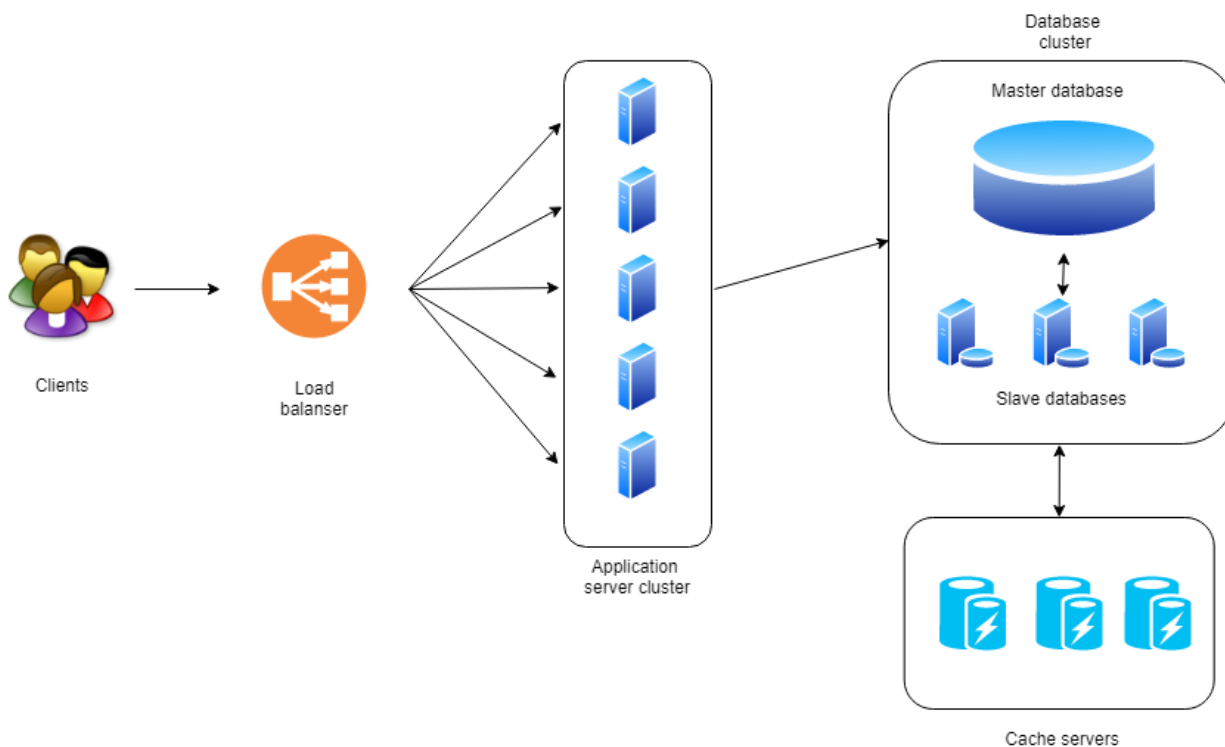 Database
cluster
Master database
Clients
Load
balanser
Slave databases
Application
server cluster
Cache servers